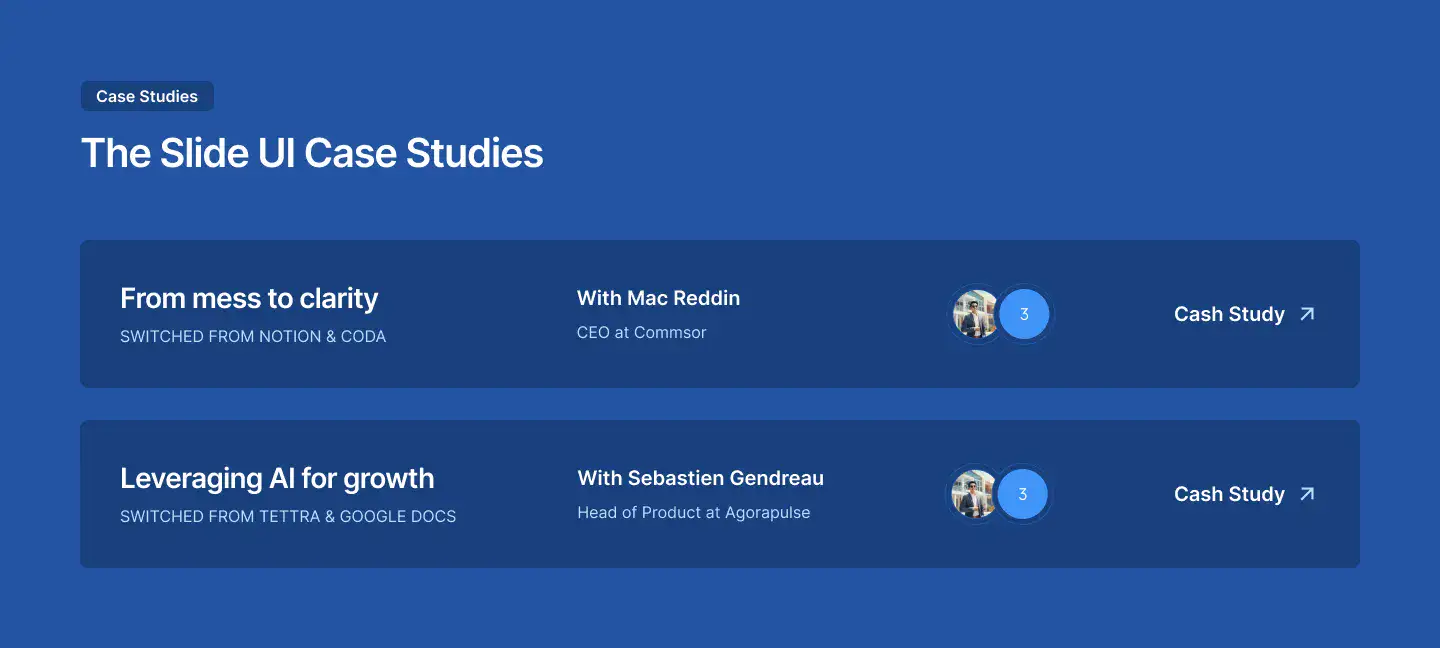 Case Studies
The Slide UI Case Studies
From mess to clarity
SWITCHED FROM NOTION & CODA
With Mac Reddin
CEO at Commsor
3
Cash Study
Leveraging AI for growth
SWITCHED FROM TETTRA & GOOGLE DOCS
With Sebastien Gendreau
Head of Product at Agorapulse
3
Cash Study